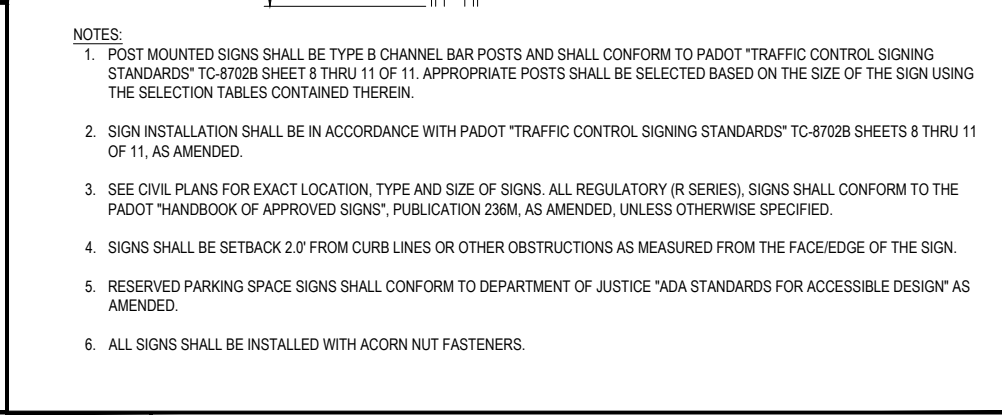 NOTES:
1. POST MOUNTED SIGNS SHALL BE TYPE B CHANNEL BAR POSTS AND SHALL CONFORM TO PADOT "TRAFFIC CONTROL SIGNING
STANDARDS" TC-8702B SHEET 8 THRU 11 OF 11. APPROPRIATE POSTS SHALL BE SELECTED BASED ON THE SIZE OF THE SIGN USING
THE SELECTION TABLES CONTAINED THEREIN.
2. SIGN INSTALLATION SHALL BE IN ACCORDANCE WITH PADOT "TRAFFIC CONTROL SIGNING STANDARDS" TC-8702B SHEETS 8 THRU 11
OF 11, AS AMENDED.
3. SEE CIVIL PLANS FOR EXACT LOCATION, TYPE AND SIZE OF SIGNS. ALL REGULATORY (R SERIES), SIGNS SHALL CONFORM TO THE
PADOT "HANDBOOK OF APPROVED SIGNS", PUBLICATION 236M, AS AMENDED, UNLESS OTHERWISE SPECIFIED.
4. SIGNS SHALL BE SETBACK 2.0' FROM CURB LINES OR OTHER OBSTRUCTIONS AS MEASURED FROM THE FACE/EDGE OF THE SIGN.
5. RESERVED PARKING SPACE SIGNS SHALL CONFORM TO DEPARTMENT OF JUSTICE "ADA STANDARDS FOR ACCESSIBLE DESIGN" AS
AMENDED.
6. ALL SIGNS SHALL BE INSTALLED WITH ACORN NUT FASTENERS.